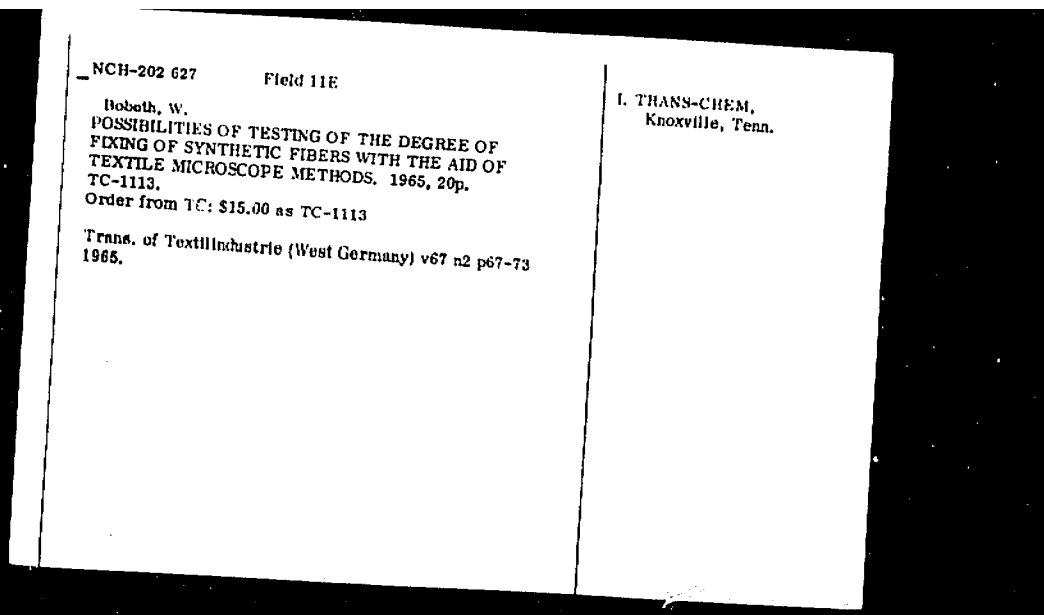 _NCH-202 627 Field 11E
Boboth, W.
POSSIBILITIES OF TESTING OF THE DEGREE OF
FIXING OF SYNTHETIC FIBERS WITH THE AID OF
TEXTILE MICROSCOPE METHODS. 1965, 20p.
TC-1113.
Order from TC: $15.00 as TC-1113
Trans. of Textilindustrie (West Germany) v67 n2 p67-73
1965.
I. TRANS-CHEM,
Knoxville, Tenn.